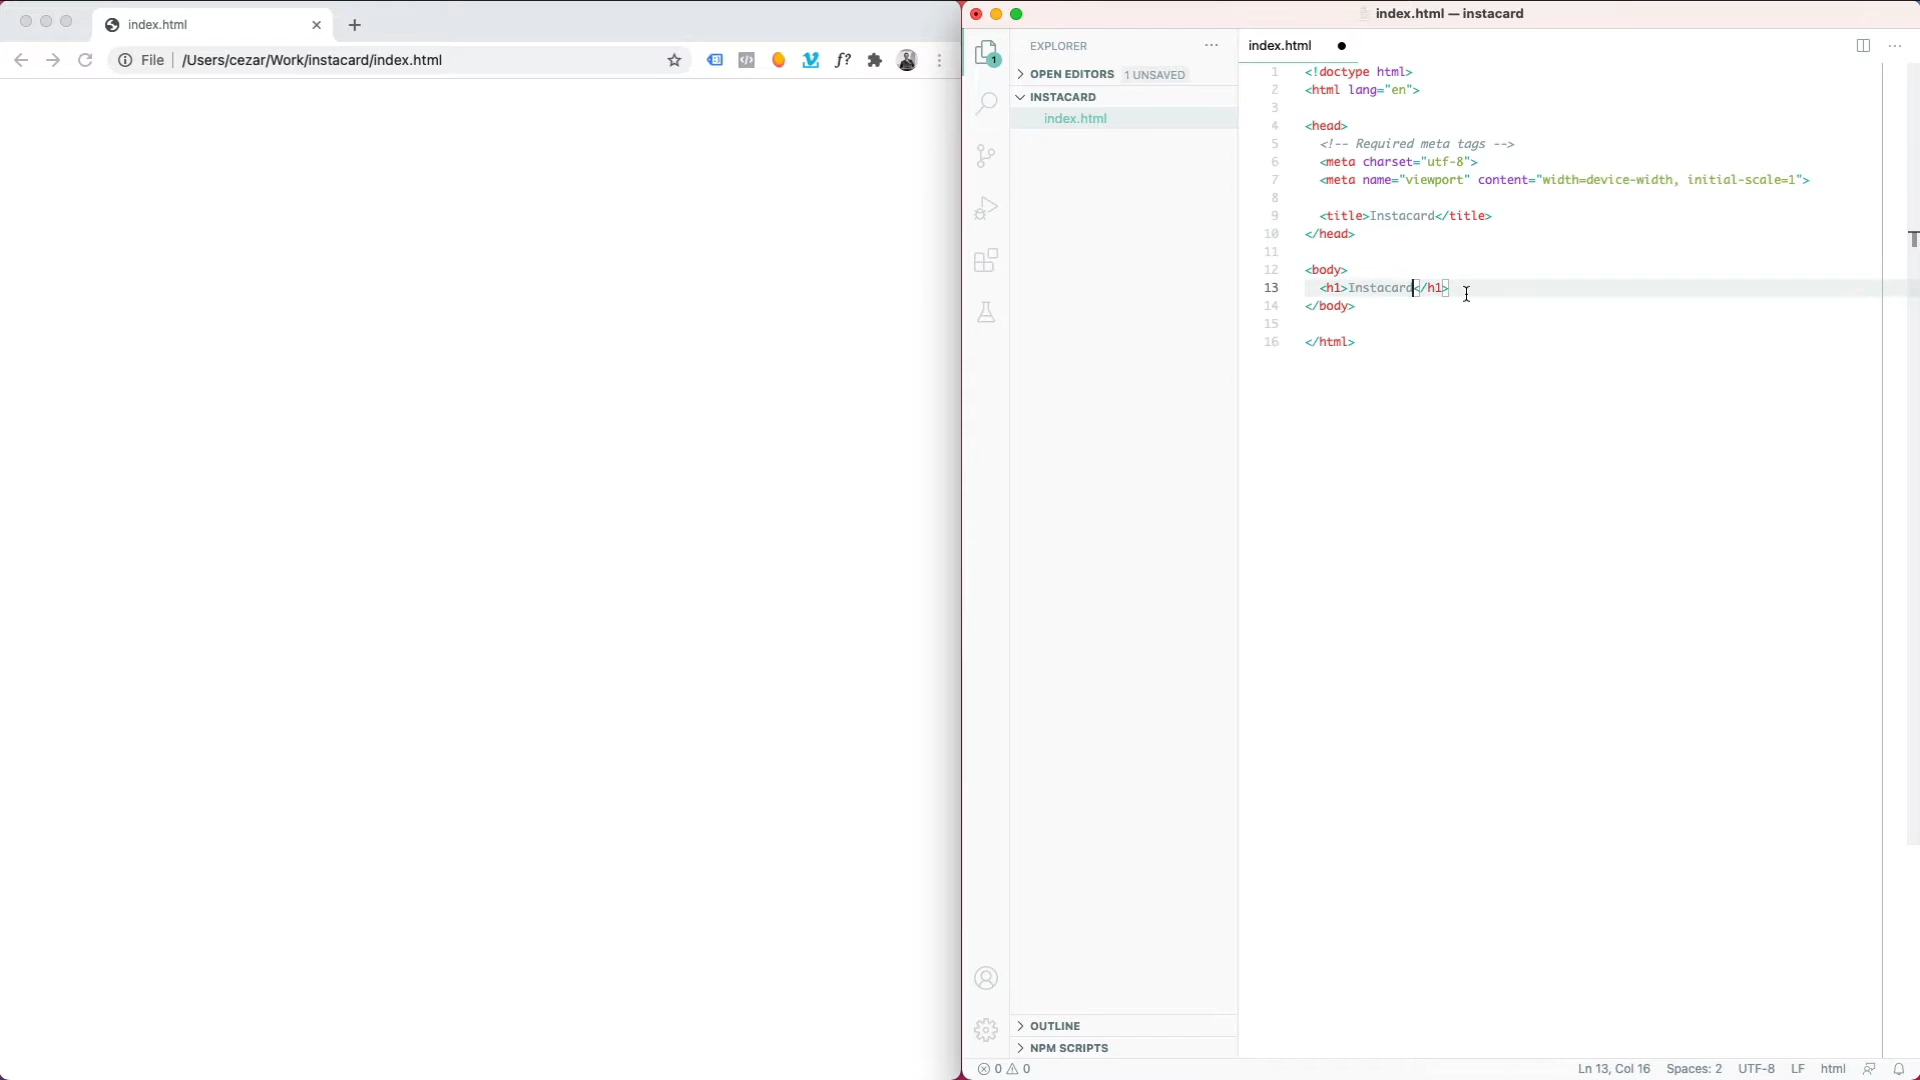 index.html
File /Users/cezar/Work/instacard/index.html
f?
index.html — instacard
1
EXPLORER
OPEN EDITORS 1 UNSAVED
INSTACARD
index.html
OUTLINE
NPM SCRIPTS
index.html
1 <!doctype html>
2 <html lang="en">
3
4 <head>
5 <!-- Required meta tags -->
6 <meta charset="utf-8">
7 <meta name="viewport" content="width=device-width, initial-scale=1">
8
9 <title>Instacard</title>
10 </head>
11
12 <body>
13 <h1>Instacard</h1>
14 </body>
15
16 </html>
0 0
Ln 13, Col 16 Spaces: 2 UTF-8 LF html